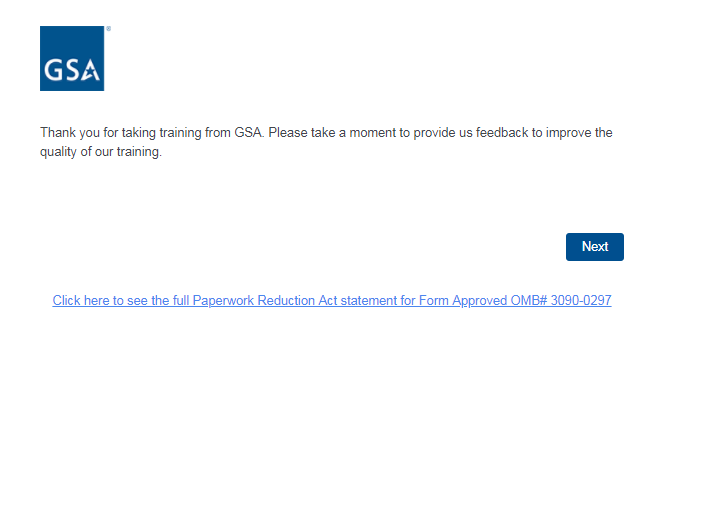 GSA
®
Thank you for taking training from GSA. Please take a moment to provide us feedback to improve the
quality of our training.
Next
Click here to see the full Paperwork Reduction Act statement for Form Approved OMB# 3090-0297